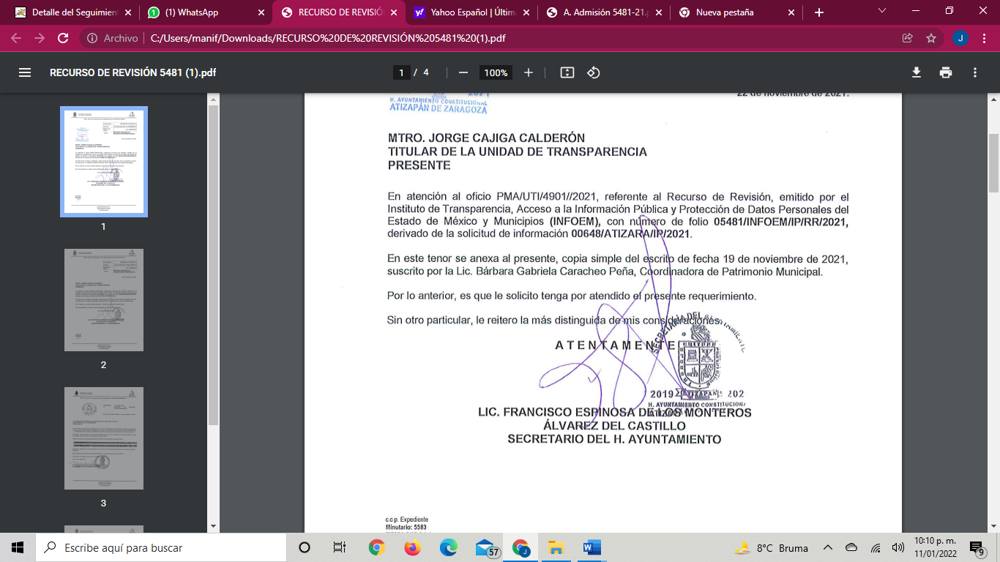 Detalle del Seguimient
(1) WhatsApp
RECURSO DE REVISIÓ
Yahoo Español | Últim
A. Admisión 5481-21.p
Nueva pestaña
Archivo
C:/Users/manif/Downloads/RECURSO%20DE%20REVISIÓN%205481%20(1).pdf
J
RECURSO DE REVISIÓN 5481 (1).pdf
1 / 4
100%
1
2
3
2021
H. AYUNTAMIENTO CONSTITUCIONAL
ATIZAPÁN DE ZARAGOZA
22 de noviembre de 2021.
MTRO. JORGE CAJIGA CALDERÓN
TITULAR DE LA UNIDAD DE TRANSPARENCIA
PRESENTE
En atención al oficio PMA/UTI/4901//2021, referente al Recurso de Revisión, emitido por el
Instituto de Transparencia, Acceso a la Información Pública y Protección de Datos Personales del
Estado de México y Municipios (INFOEM), con número de folio 05481/INFOEM/IP/RR/2021,
derivado de la solicitud de información 00648/ATIZARA/IP/2021.
En este tenor se anexa al presente, copia simple del escrito de fecha 19 de noviembre de 2021,
suscrito por la Lic. Bárbara Gabriela Caracheo Peña, Coordinadora de Patrimonio Municipal.
Por lo anterior, es que le solicito tenga por atendido el presente requerimiento.
Sin otro particular, le reitero la más distinguida de mis consideraciones.
A T E N T A M E N T E
SECRETARÍA DEL AYUNTAMIENTO
2019
202
H. AYUNTAMIENTO CONSTITUCIONA
LIC. FRANCISCO ESPINOSA DE LOS MONTEROS
ÁLVAREZ DEL CASTILLO
SECRETARIO DEL H. AYUNTAMIENTO
c.c p. Expediente
Minutario: 5583
Escribe aquí para buscar
57
J
8°C Bruma
10:10 p. m.
11/01/2022
9